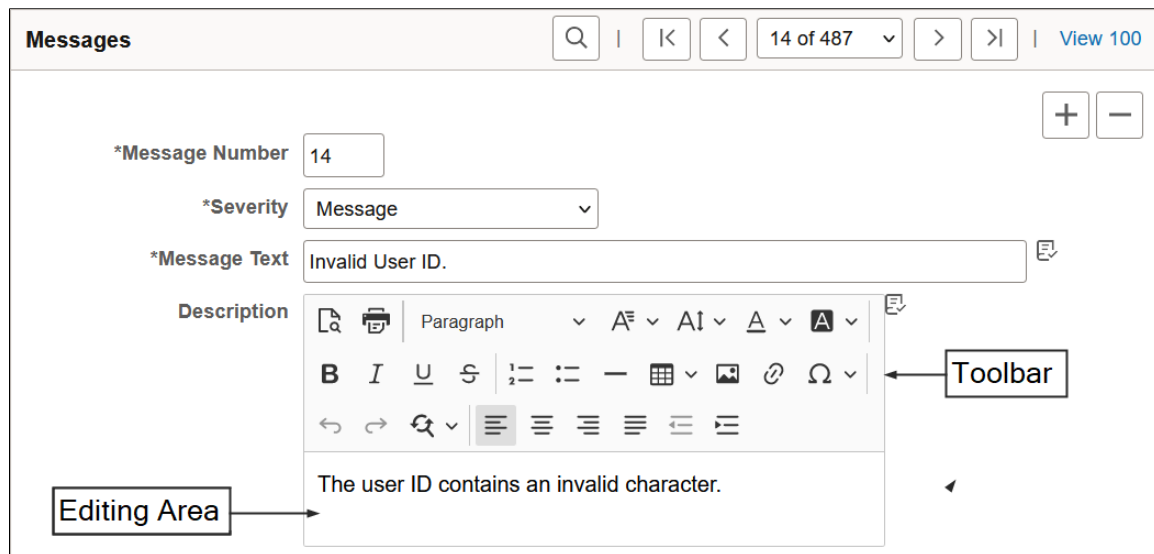 Messages
14 of 487
View 100
*Message Number 14
*Severity Message
*Message Text Invalid User ID.
Description
Paragraph
Toolbar
The user ID contains an invalid character.
Editing Area